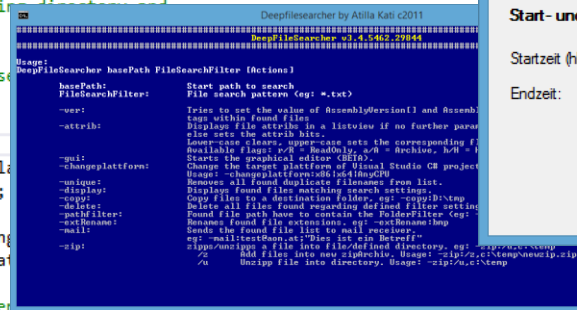 ing directory and
Deepfilesearcher by Atilla Kati c2011
DeepFileSearcher v3.4.5462.29844
Usage:
DeepFileSearcher basePath FileSearchFilter [Actions]
basePath: Start path to search
FileSearchFilter: File search pattern (eg: *.txt)
-ver: Tries to set the value of AssemblyVersion[] and Assembl
tags within found files
-attrib: Displays file attribs in a listview if no further param
else sets the attrib bits.
Lower-case clears, upper-case sets the corresponding fl
Available flags: r/R = ReadOnly, a/A = Archive, h/H =
-gui: Starts the graphical editor (BETA).
-changeplattform: Change the target platform of Visual Studio C# project
Usage: -changeplattform:x86|x64|AnyCPU
-unique: Removes all found duplicate filenames from list.
-display: Displays found files matching search settings.
-copy: Copy files to a destination folder. eg: -copy:D:\tmp
-delete: Delete all files found regarding defined filter setting
-pathfilter: Found file path have to contain the FolderFilter (eg: -
-extRename: Renames found file extensions. eg: -extRename:bmp
-mail: Sends the found file list to mail receiver.
eg: -mail:test@aon.at;"Dies ist ein Betreff"
-zip: zipps/unzipps a file into file/defined directory. eg: -zip:/u,c:\temp
/z Add files into new zipArchiv. Usage: -zip:/z,c:\temp\newzip.zip
/u Unzipp file into directory. Usage: -zip:/u,c:\temp
Start- und
Startzeit (h
Endzeit: